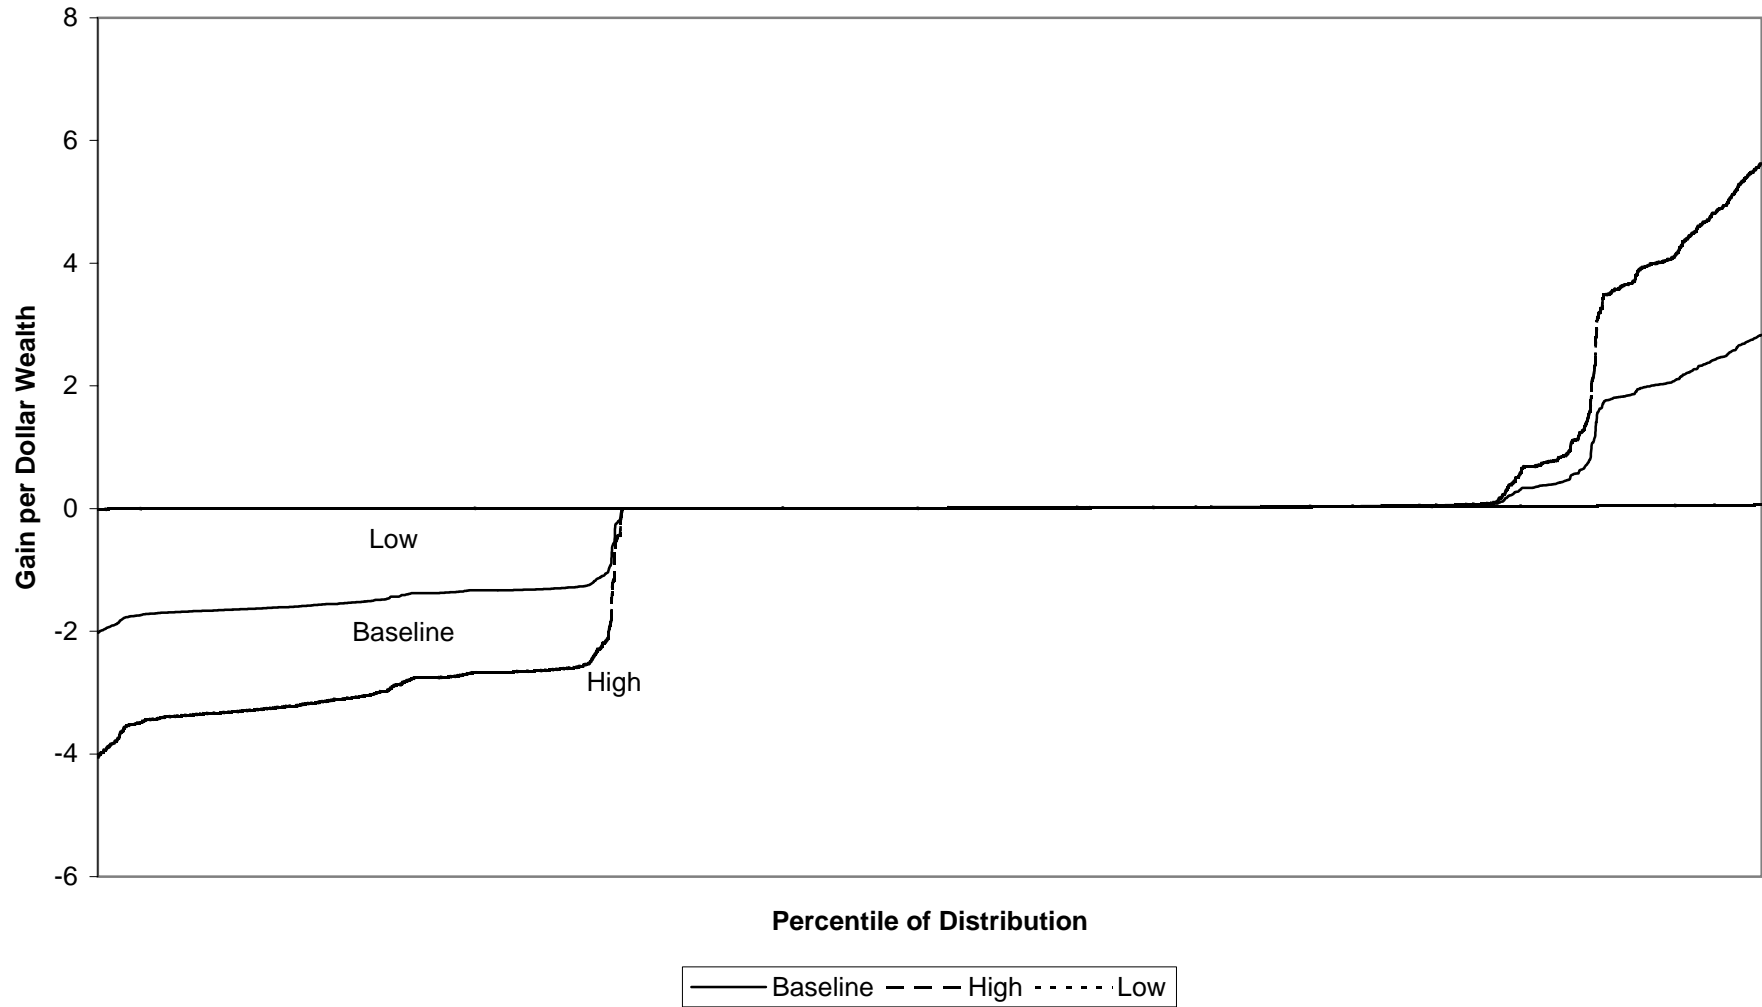 8
6
4
2
0
-2
-4
-6
Gain per Dollar Wealth
Low
Baseline
High
Percentile of Distribution
Baseline High Low